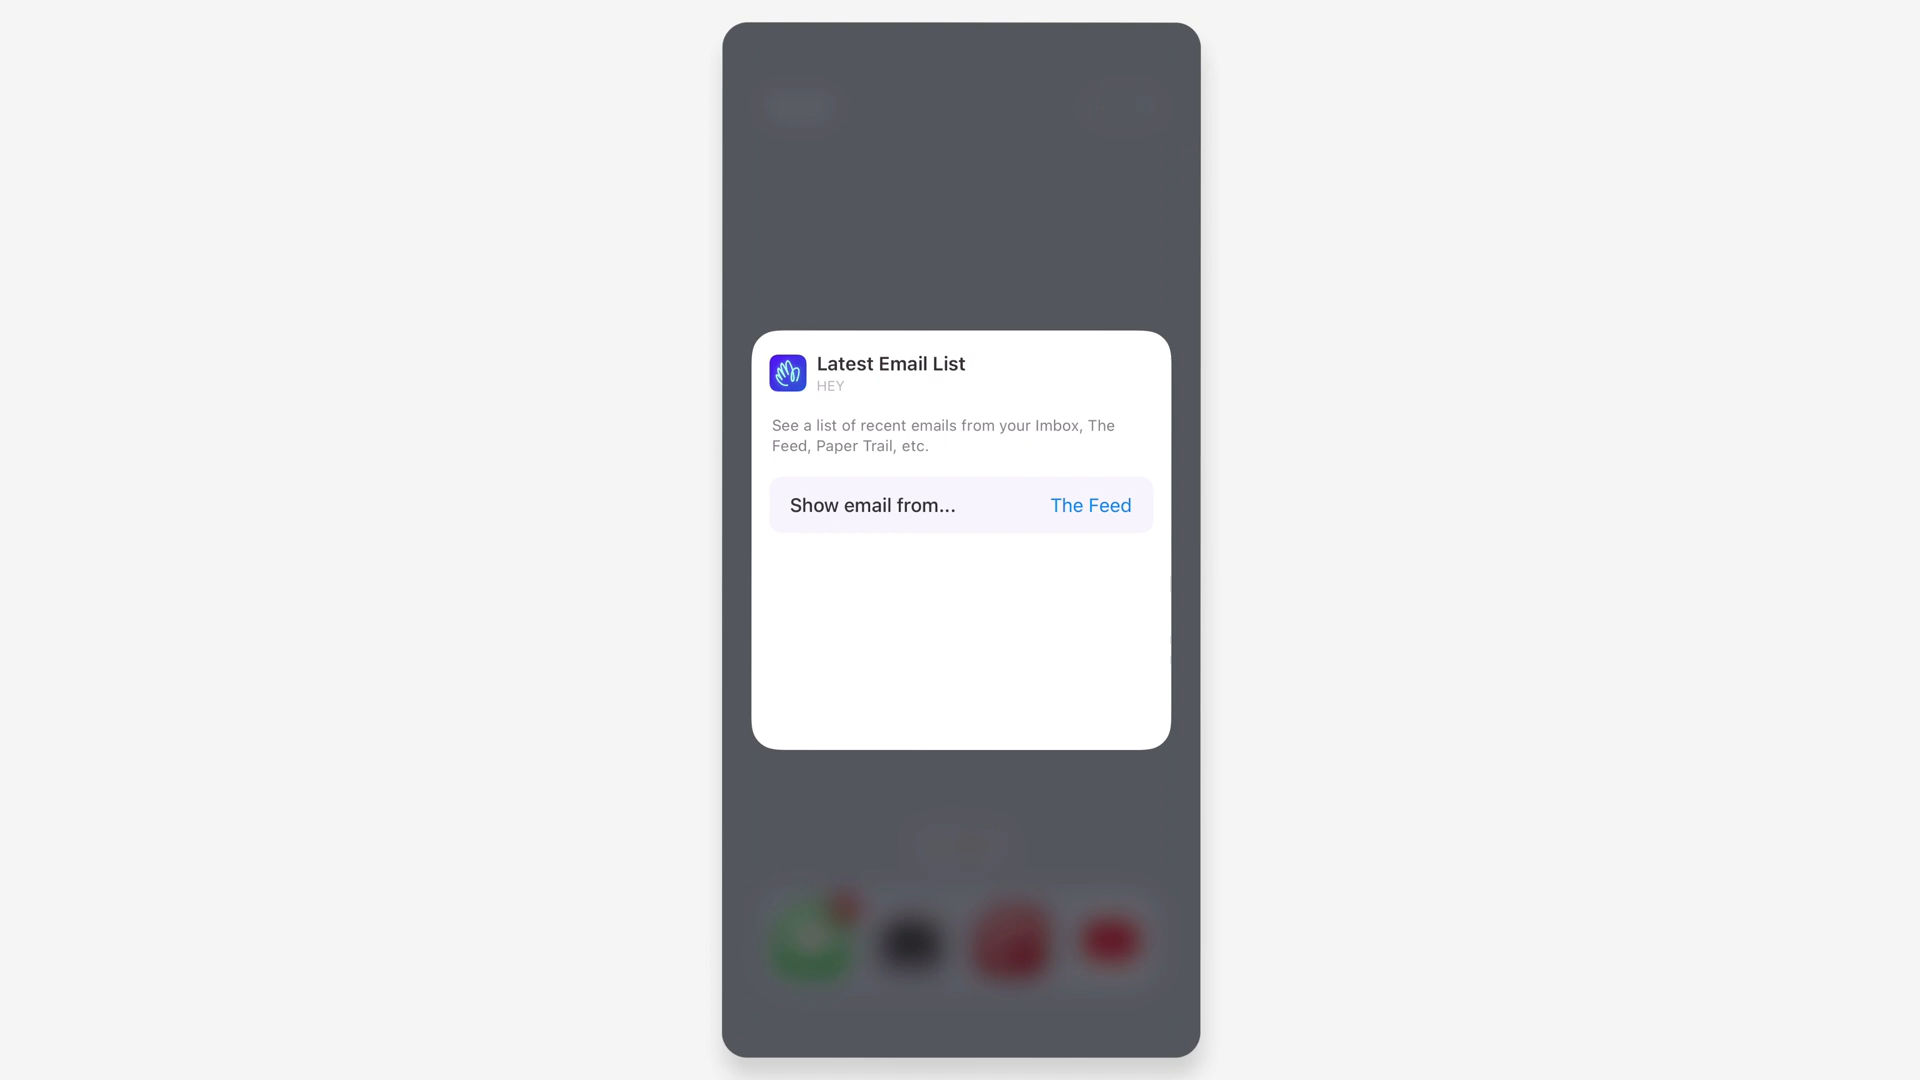 Latest Email List
HEY
See a list of recent emails from your Imbox, The
Feed, Paper Trail, etc.
Show email from...
The Feed